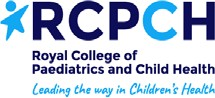 RCPCH
Royal College of
Paediatrics and Child Health
Leading the way in Children's Health